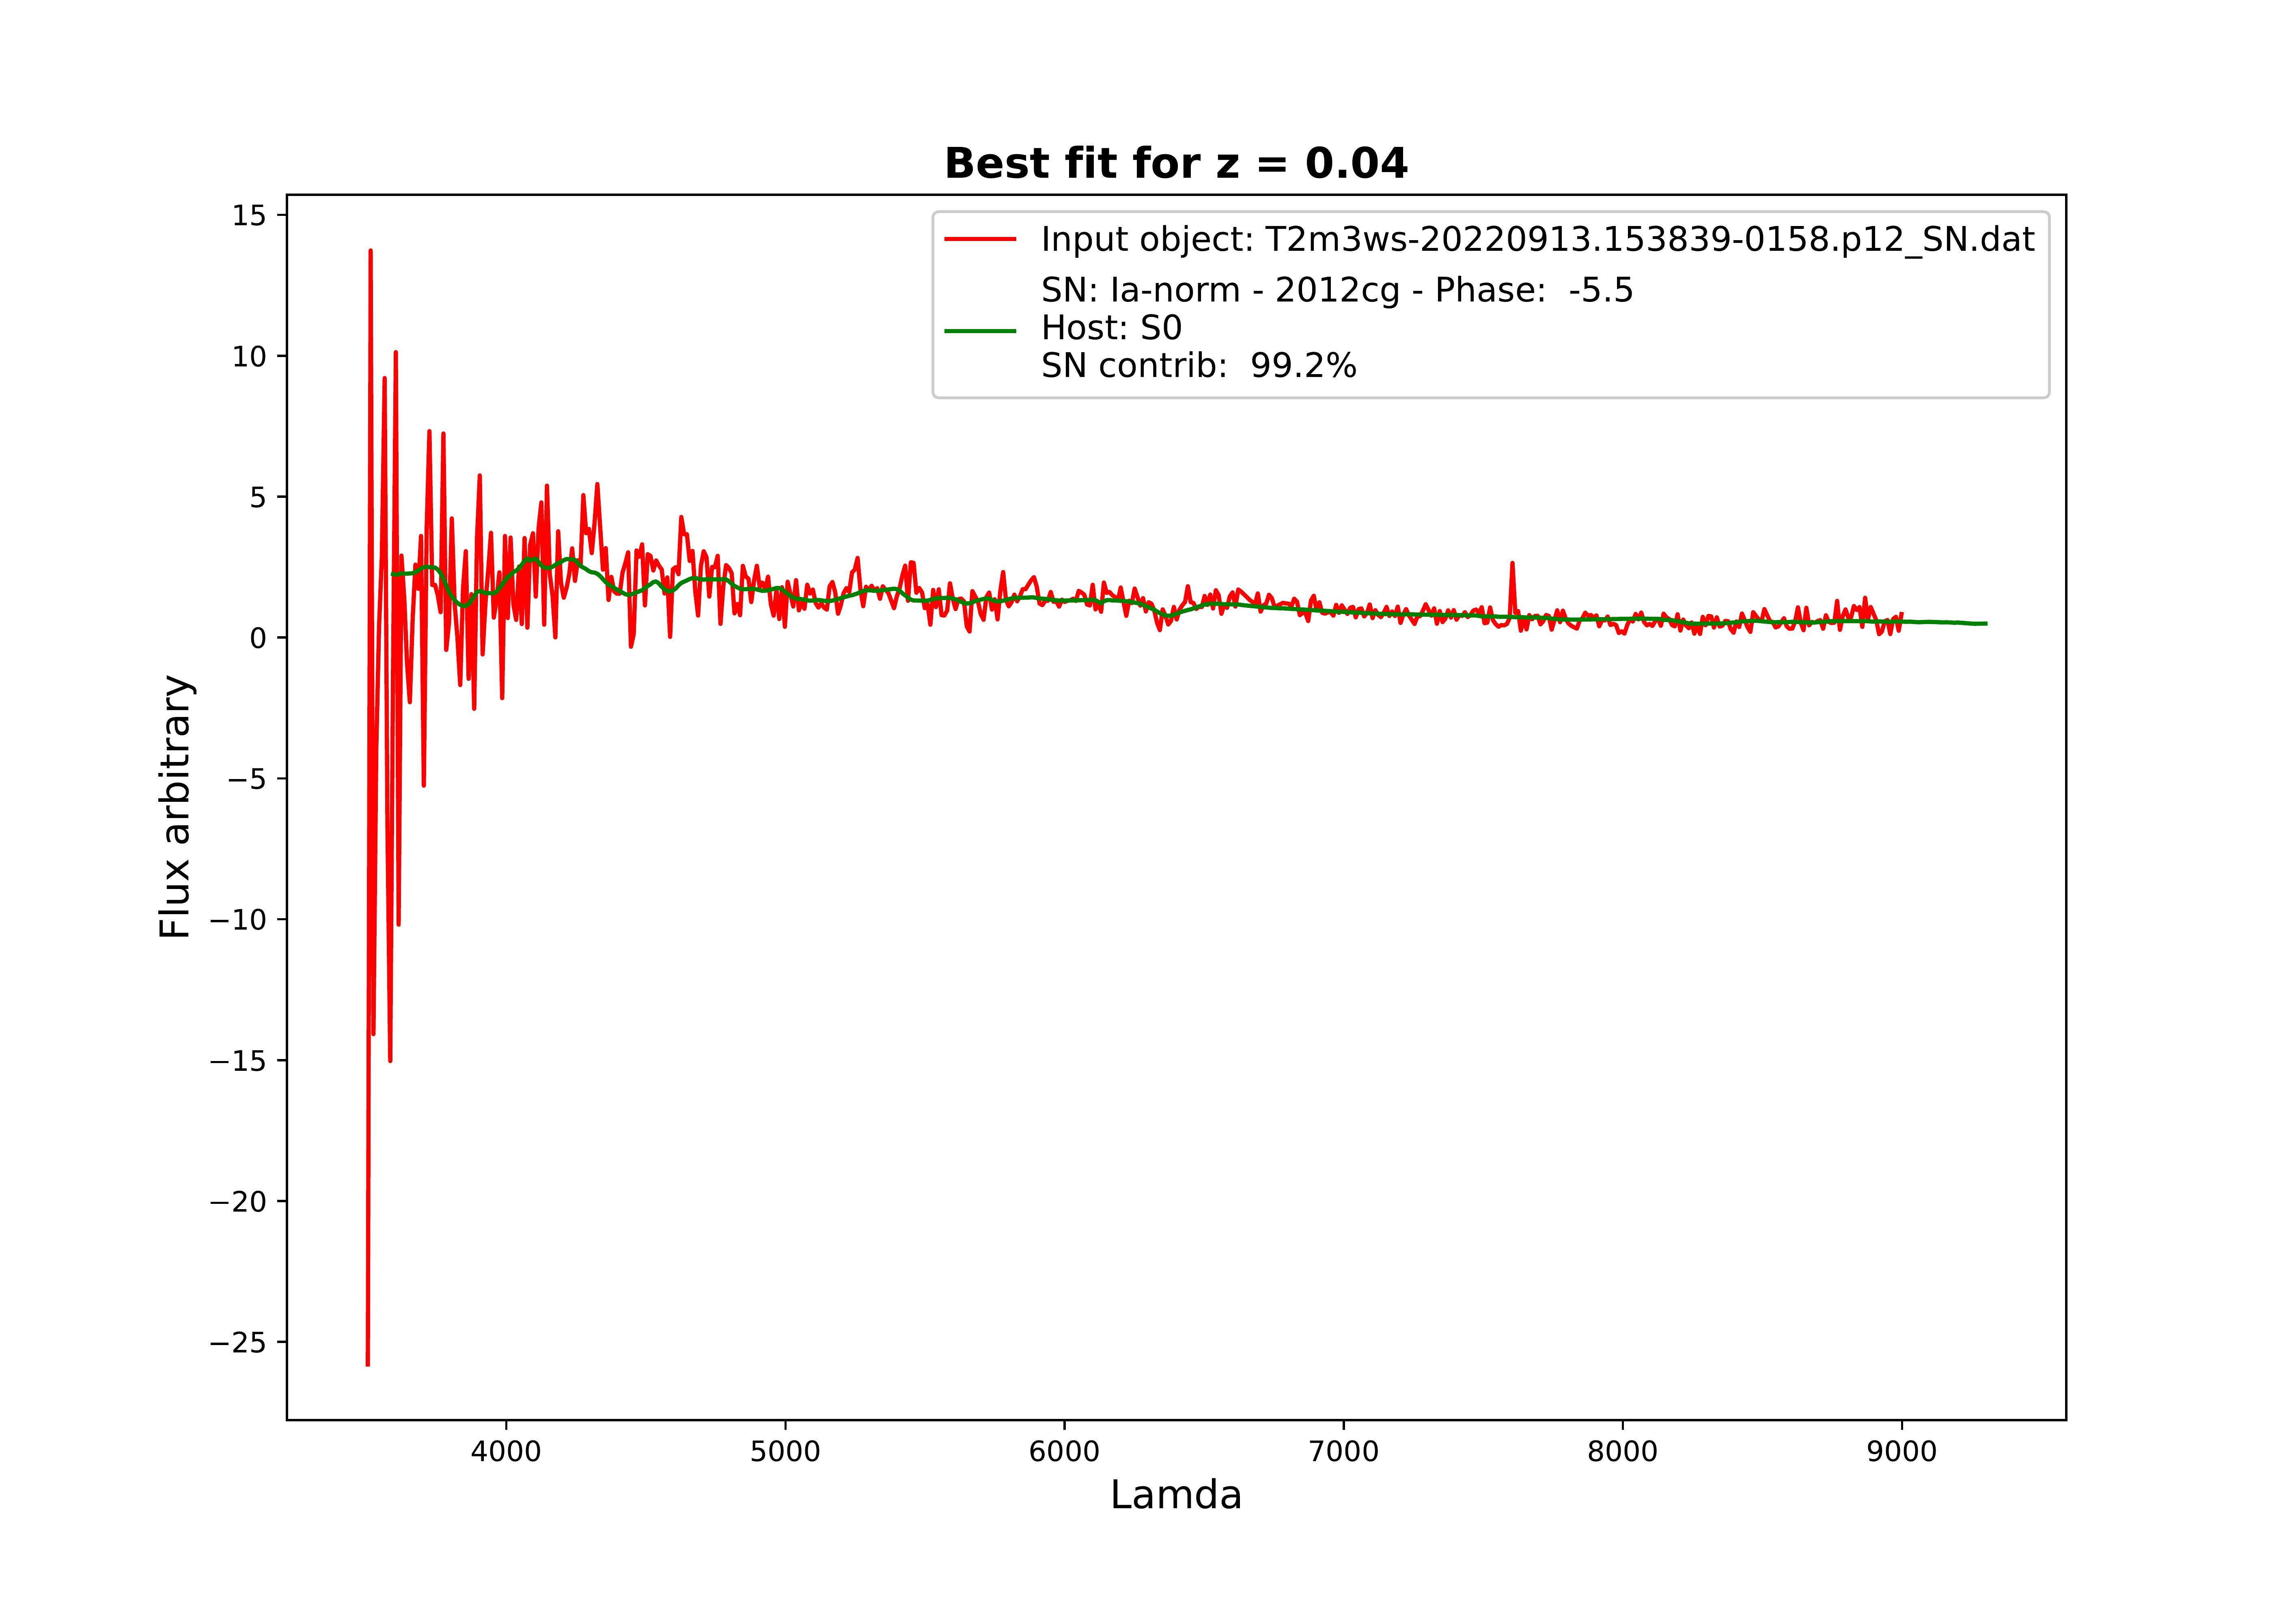 Best fit for z = 0.04
Input object: T2m3ws-20220913.153839-0158.p12_SN.dat
SN: Ia-norm - 2012cg - Phase:  -5.5
Host: S0
SN contrib:  99.2%
15
10
5
0
−5
−10
−15
−20
−25
Flux arbitrary
4000 5000 6000 7000 8000 9000
Lamda